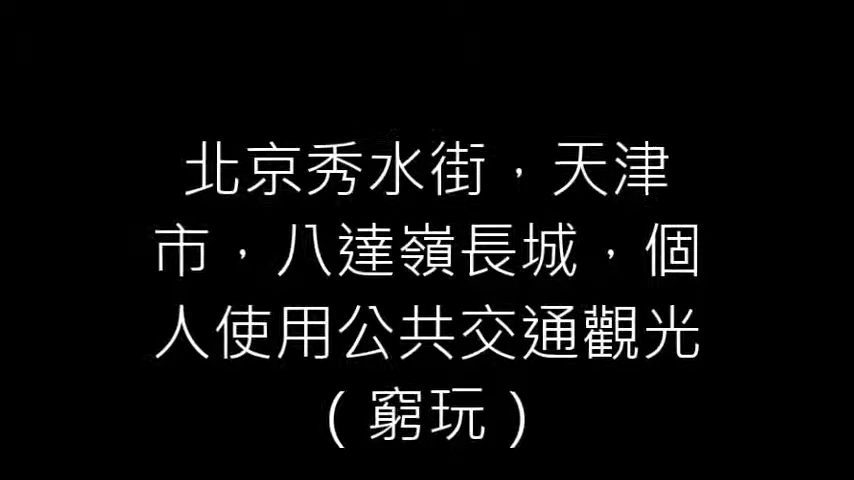 北京秀水街，天津
市，八達嶺長城，個
人使用公共交通觀光
（窮玩）